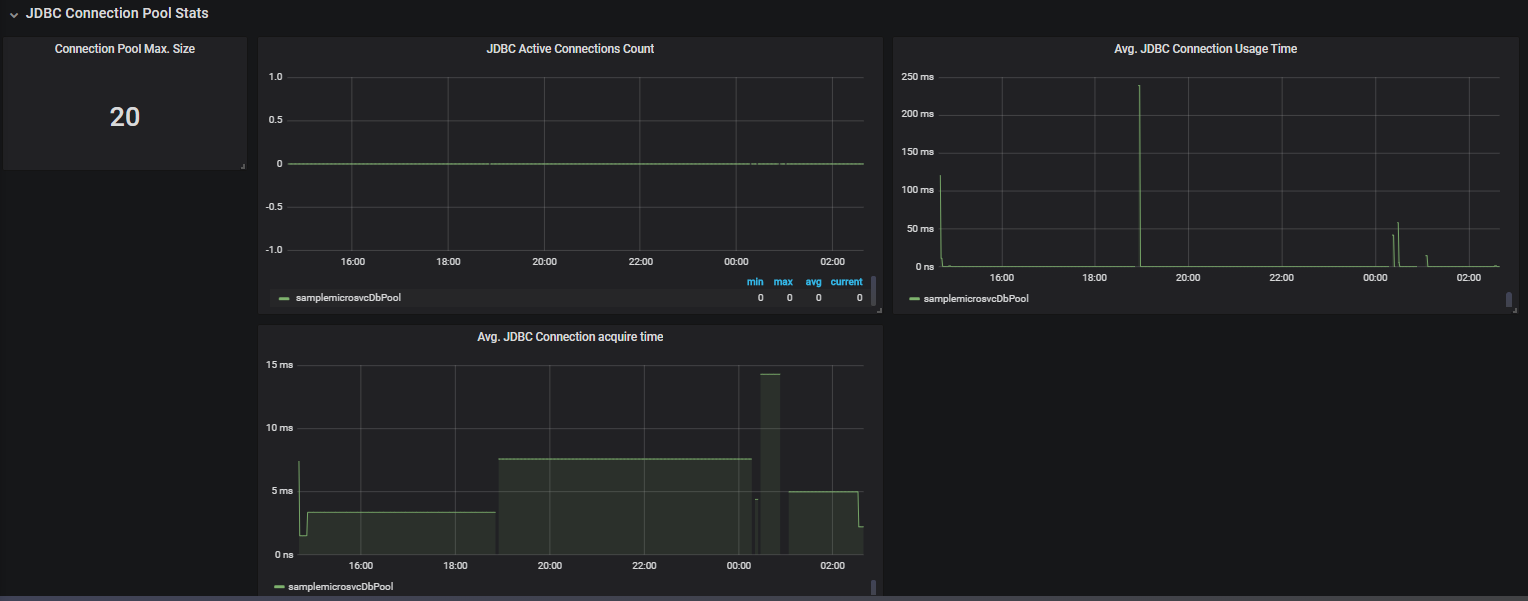 JDBC Connection Pool Stats
Connection Pool Max. Size
20
JDBC Active Connections Count
1.0
0.5
0
-0.5
-1.0
16:00 18:00 20:00 22:00 00:00 02:00
min max avg current
samplemicrosvcDbPool 0 0 0 0
Avg. JDBC Connection Usage Time
250 ms
200 ms
150 ms
100 ms
50 ms
0 ns
16:00 18:00 20:00 22:00 00:00 02:00
samplemicrosvcDbPool
Avg. JDBC Connection acquire time
15 ms
10 ms
5 ms
0 ns
16:00 18:00 20:00 22:00 00:00 02:00
samplemicrosvcDbPool